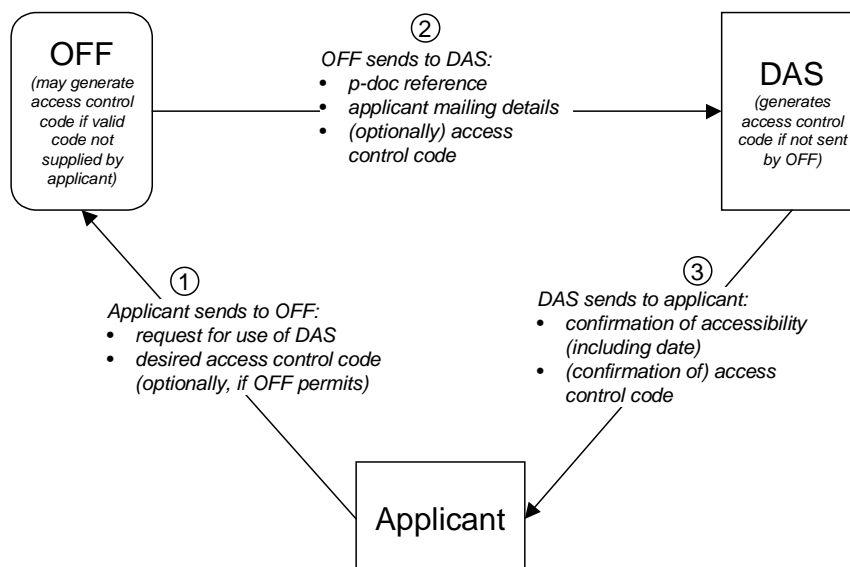 OFF
(may generate
access control
code if valid
code not
supplied by
applicant)
②
OFF sends to DAS:
• p-doc reference
• applicant mailing details
• (optionally) access
control code
DAS
(generates
access control
code if not sent
by OFF)
①
Applicant sends to OFF:
• request for use of DAS
• desired access control code
(optionally, if OFF permits)
③
DAS sends to applicant:
• confirmation of accessibility
(including date)
• (confirmation of) access
control code
Applicant